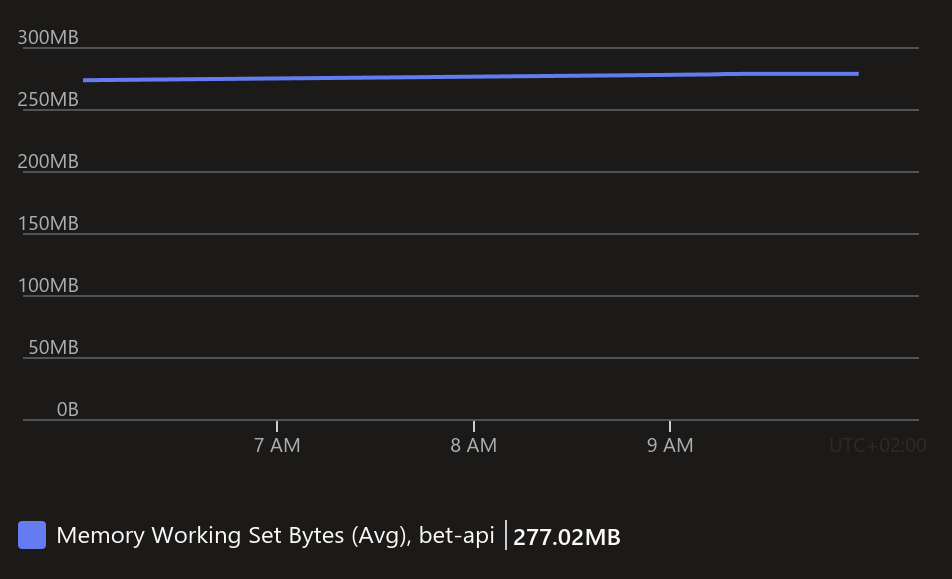 300MB
250MB
200MB
150MB
100MB
50MB
0B
7 AM 8 AM 9 AM UTC+02:00
Memory Working Set Bytes (Avg), bet-api 277.02MB